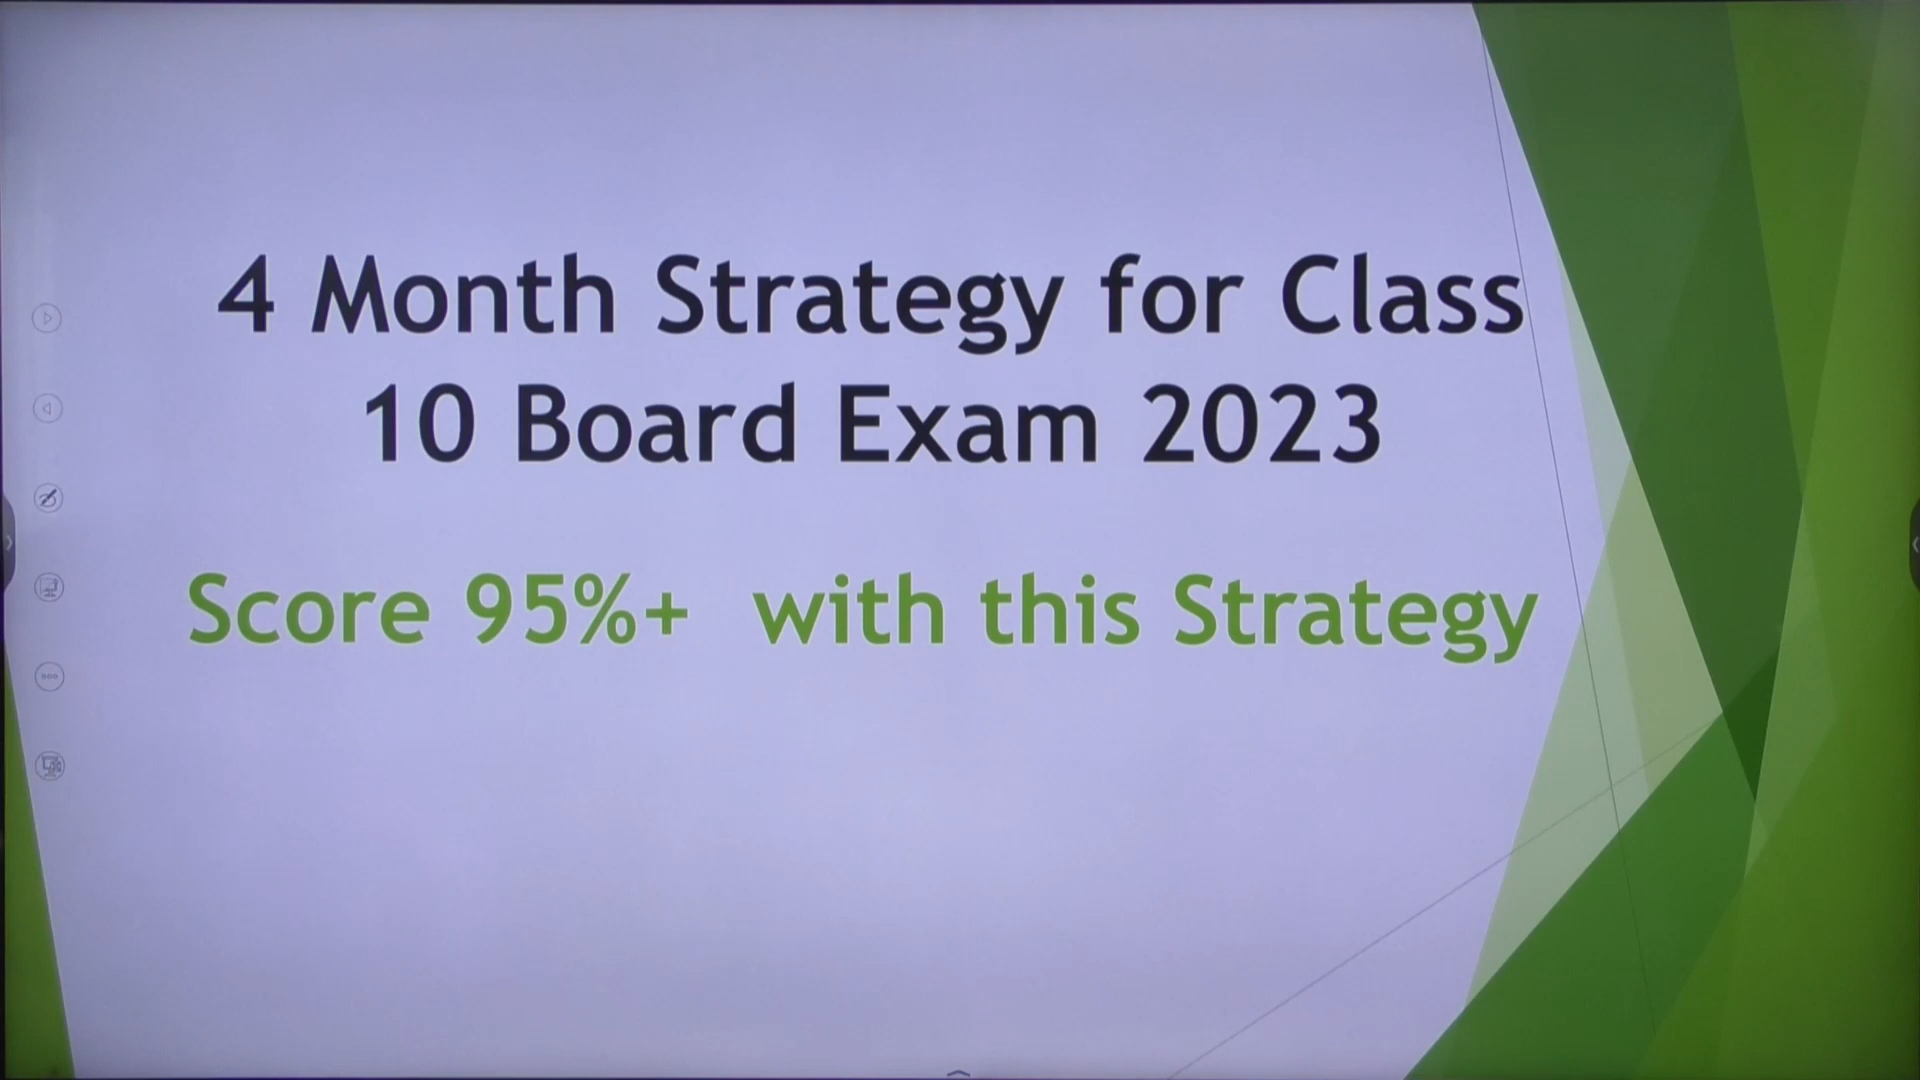 4 Month Strategy for Class
10 Board Exam 2023
Score 95%+ with this Strategy